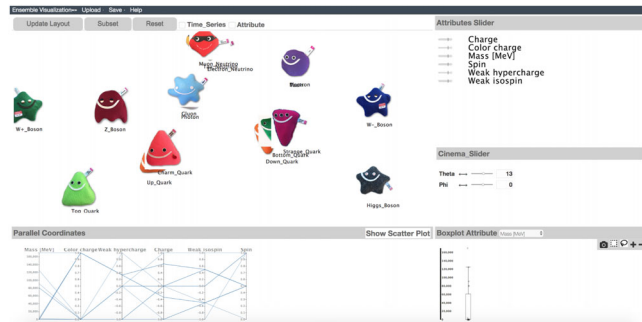 Ensemble Visualization— Upload Save
Update Layout Subset Reset Time_Series Attribute
Attributes Slider
Charge
Color charge
Mass [MeV]
Spin
Weak hypercharge
Weak isospin
Muon_Neutrino
Electron_Neutrino
Gluon
Photon
W+_Boson
Z_Boson
W-_Boson
Strange_Quark
Bottom_Quark
Down_Quark
Charm_Quark
Up_Quark
Top_Quark
Higgs_Boson
Cinema_Slider
Theta 13
Phi 0
Parallel Coordinates Show Scatter Plot
Boxplot Attribute Mass [MeV]
Mass [MeV] Color charge Weak hypercharge Charge Weak isospin Spin